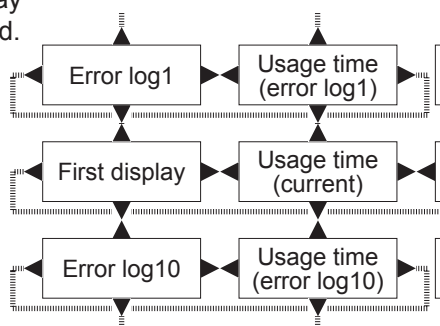 d.
Error log1
Usage time
(error log1)
First display
Usage time
(current)
Error log10
Usage time
(error log10)